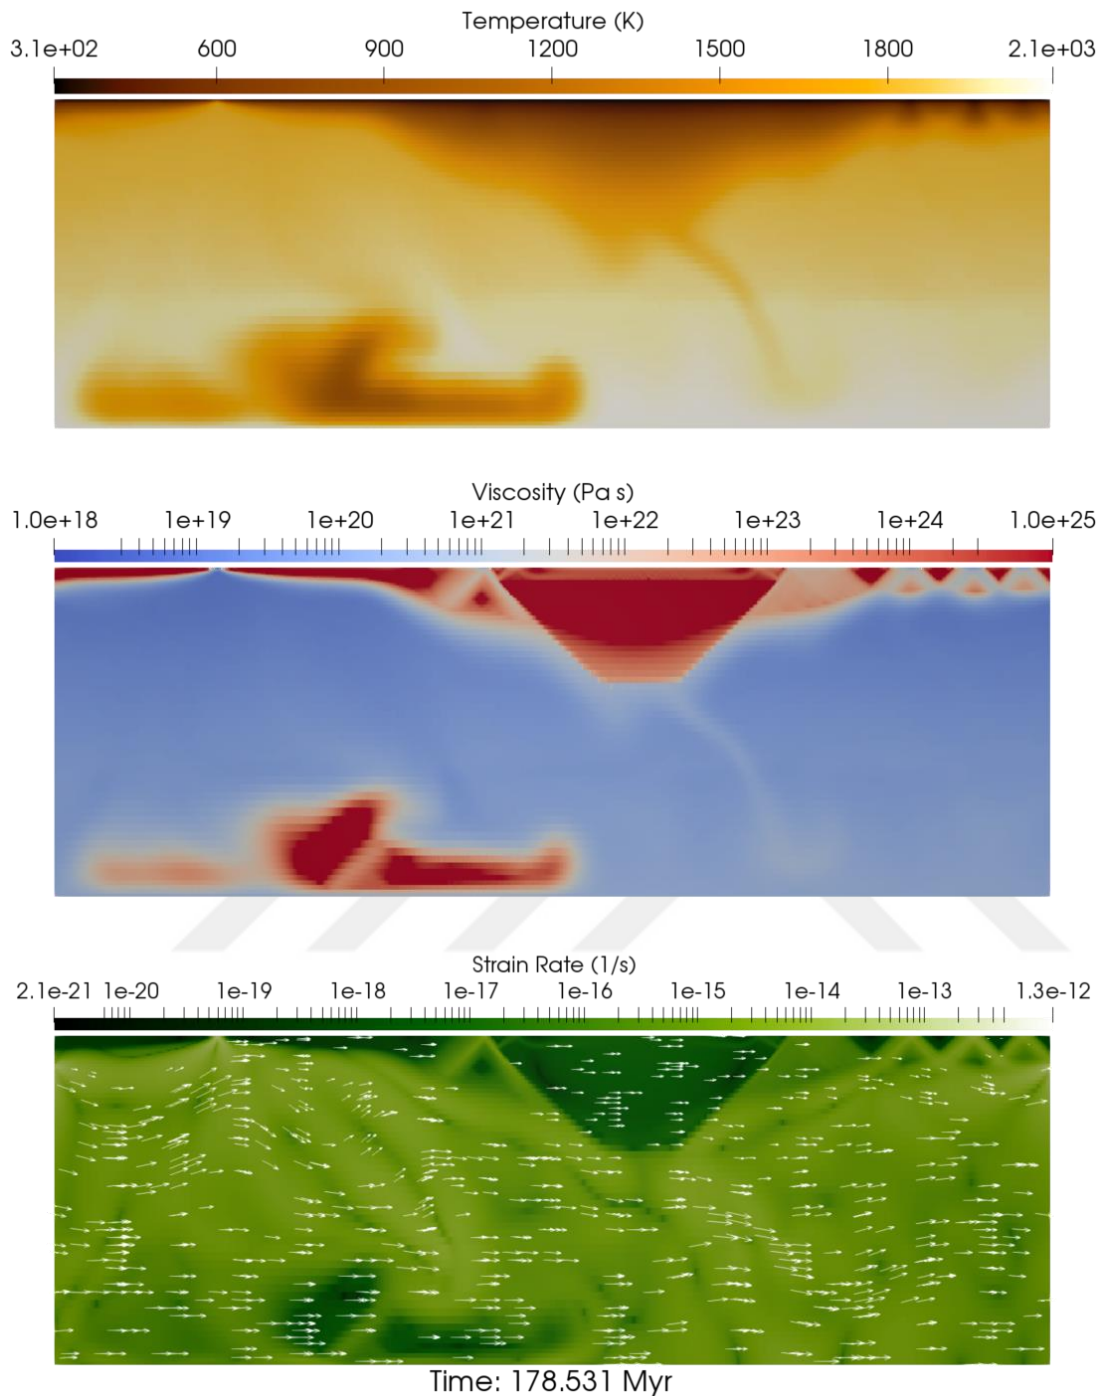 Temperature (K)
3.1e+02 600 900 1200 1500 1800 2.1e+03
Viscosity (Pa s)
1.0e+18 1e+19 1e+20 1e+21 1e+22 1e+23 1e+24 1.0e+25
Strain Rate (1/s)
2.1e-21 1e-20 1e-19 1e-18 1e-17 1e-16 1e-15 1e-14 1e-13 1.3e-12
Time: 178.531 Myr